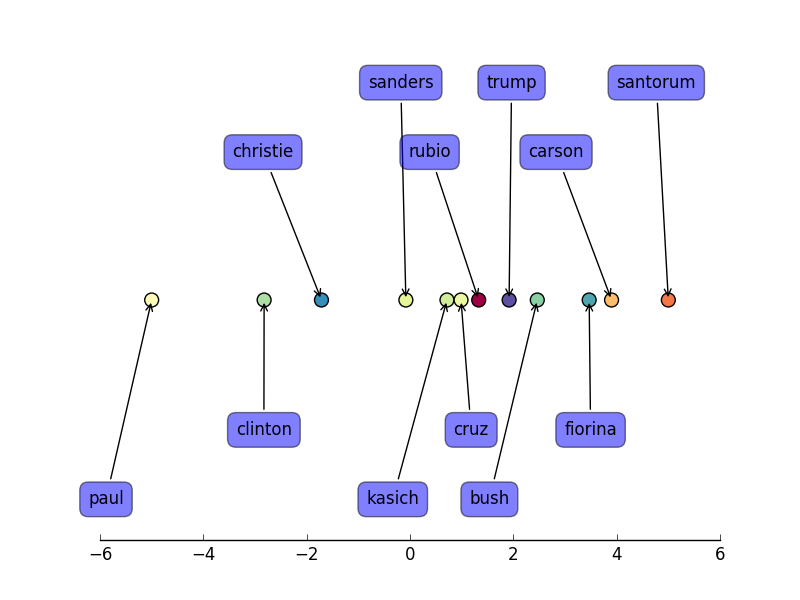 sanders
trump
santorum
christie
rubio
carson
clinton
cruz
fiorina
paul
kasich
bush
−6
−4
−2
0
2
4
6